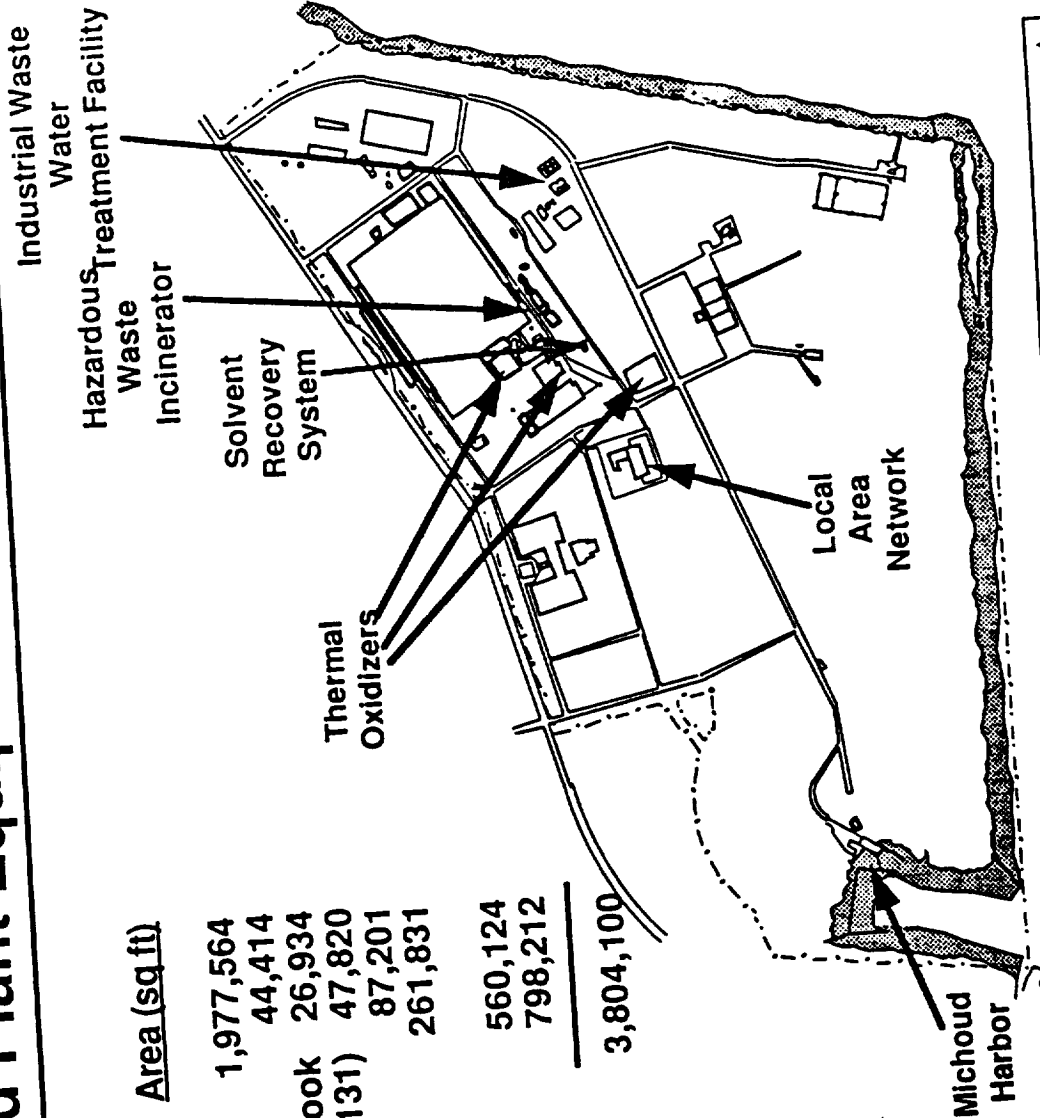 Area (sq ft)
1,977,564
44,414
ook 26,934
131) 47,820
87,201
261,831
560,124
798,212
3,804,100
Industrial Waste
Water
Treatment Facility
Hazardous
Waste
Incinerator
Solvent
Recovery
System
Thermal
Oxidizers
Local
Area
Network
Michoud
Harbor